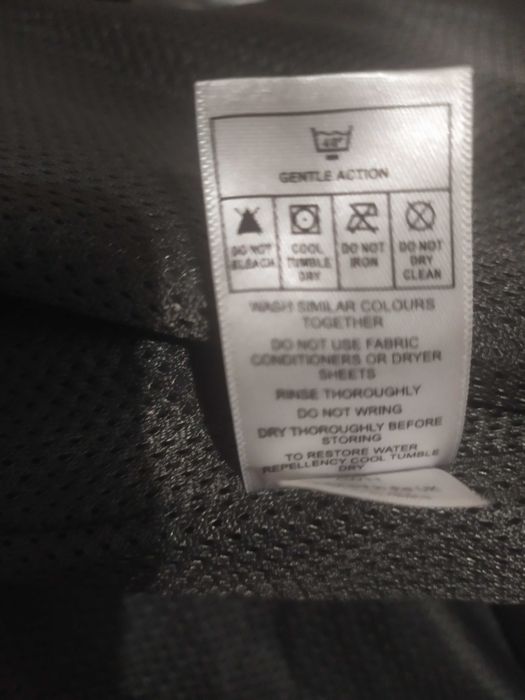 40°
GENTLE ACTION
DO NOT BLEACH
COOL TUMBLE DRY
DO NOT IRON
DO NOT DRY CLEAN
WASH SIMILAR COLOURS
TOGETHER
DO NOT USE FABRIC
CONDITIONERS OR DRYER
SHEETS
RINSE THOROUGHLY
DO NOT WRING
DRY THOROUGHLY BEFORE
STORING
TO RESTORE WATER
REPELLENCY COOL TUMBLE
DRY